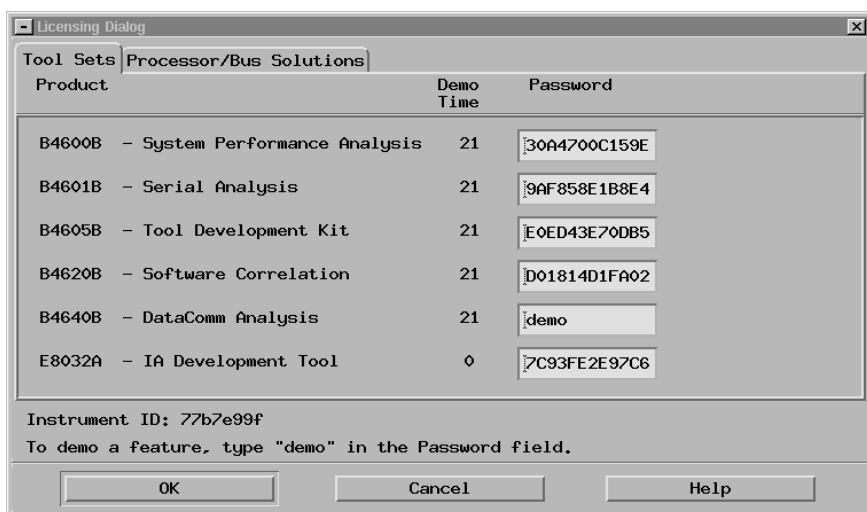 Licensing Dialog
Tool Sets Processor/Bus Solutions
Product Demo Time Password
B4600B - System Performance Analysis 21 30A4700C159E
B4601B - Serial Analysis 21 9AF858E1B8E4
B4605B - Tool Development Kit 21 E0ED43E70DB5
B4620B - Software Correlation 21 D01814D1FA02
B4640B - DataComm Analysis 21 demo
E8032A - IA Development Tool 0 7C93FE2E97C6
Instrument ID: 77b7e99f
To demo a feature, type "demo" in the Password field.
OK Cancel Help